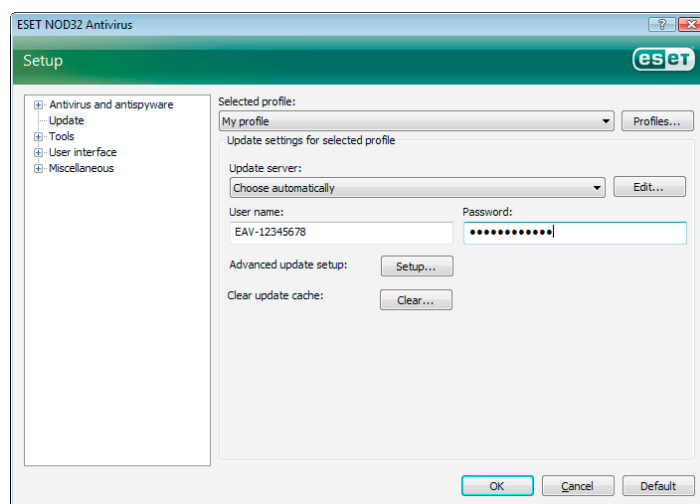 ESET NOD32 Antivirus
Setup
eset
Antivirus and antispyware
Update
Tools
User interface
Miscellaneous
Selected profile:
My profile
Profiles...
Update settings for selected profile
Update server:
Choose automatically
Edit...
User name:
Password:
EAV-12345678
••••••••••••
Advanced update setup:
Setup...
Clear update cache:
Clear...
OK
Cancel
Default